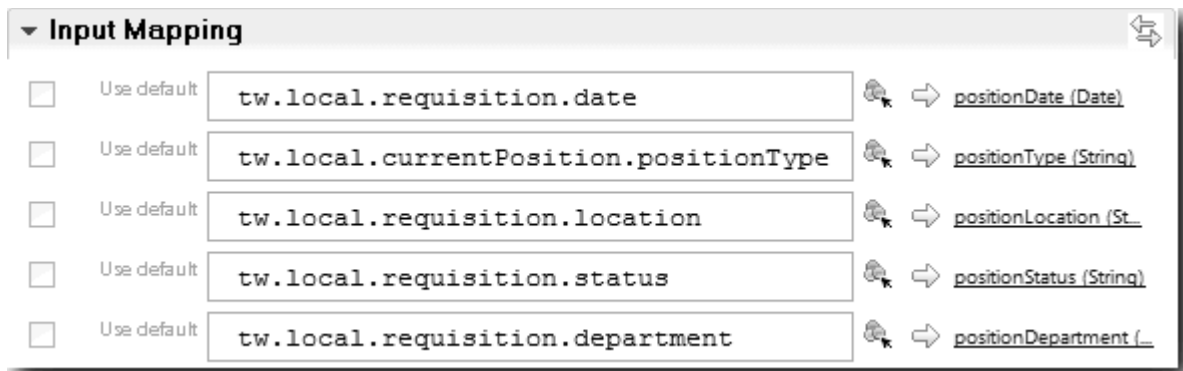 Input Mapping
Use default tw.local.requisition.date positionDate (Date)
Use default tw.local.currentPosition.positionType positionType (String)
Use default tw.local.requisition.location positionLocation (St...
Use default tw.local.requisition.status positionStatus (String)
Use default tw.local.requisition.department positionDepartment (...